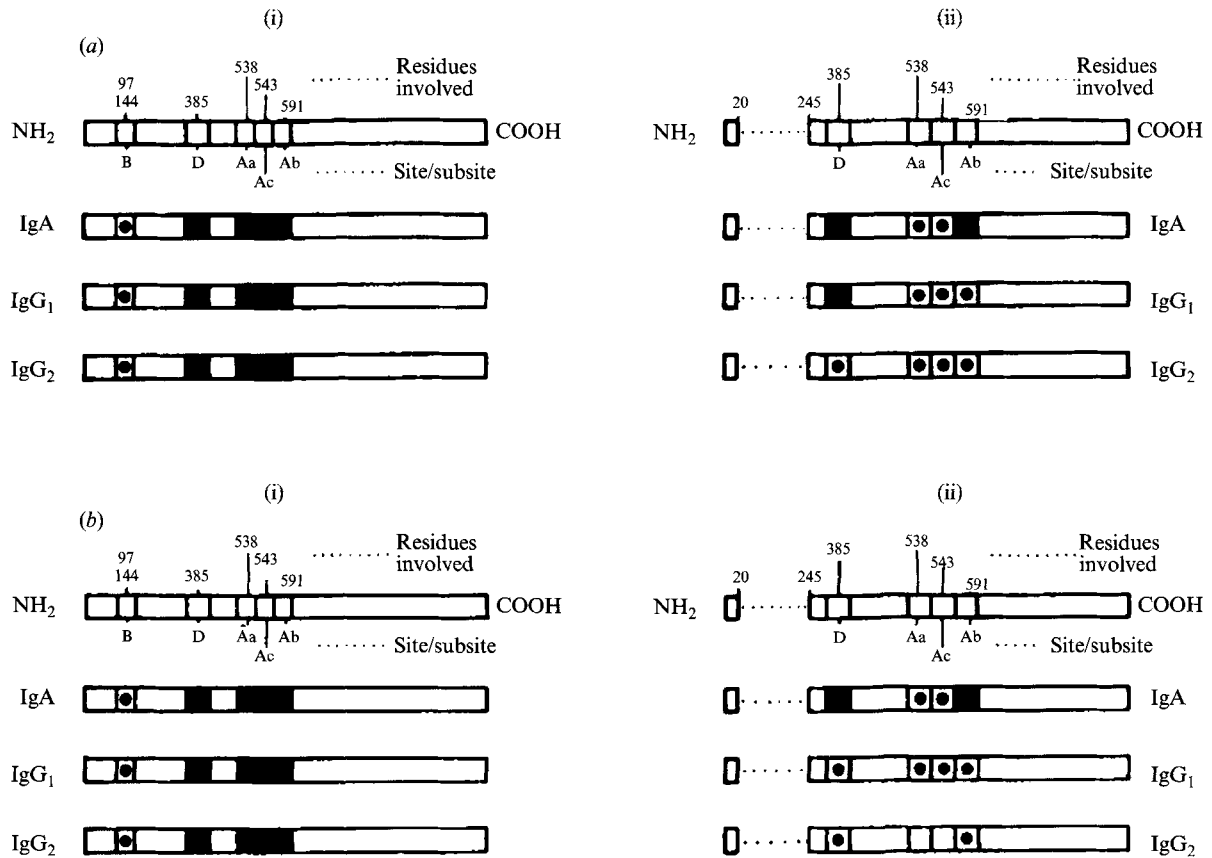 (i)
(a)
97
144
385
538
543
591
Residues
involved
NH2
COOH
B
D
Aa
Ac
Ab
Site/subsite
IgA
IgG1
IgG2
(ii)
20
245
385
538
543
591
Residues
involved
NH2
COOH
D
Aa
Ac
Ab
Site/subsite
IgA
IgG1
IgG2
(i)
(b)
97
144
385
538
543
591
Residues
involved
NH2
COOH
B
D
Aa
Ac
Ab
Site/subsite
IgA
IgG1
IgG2
(ii)
20
245
385
538
543
591
Residues
involved
NH2
COOH
D
Aa
Ac
Ab
Site/subsite
IgA
IgG1
IgG2